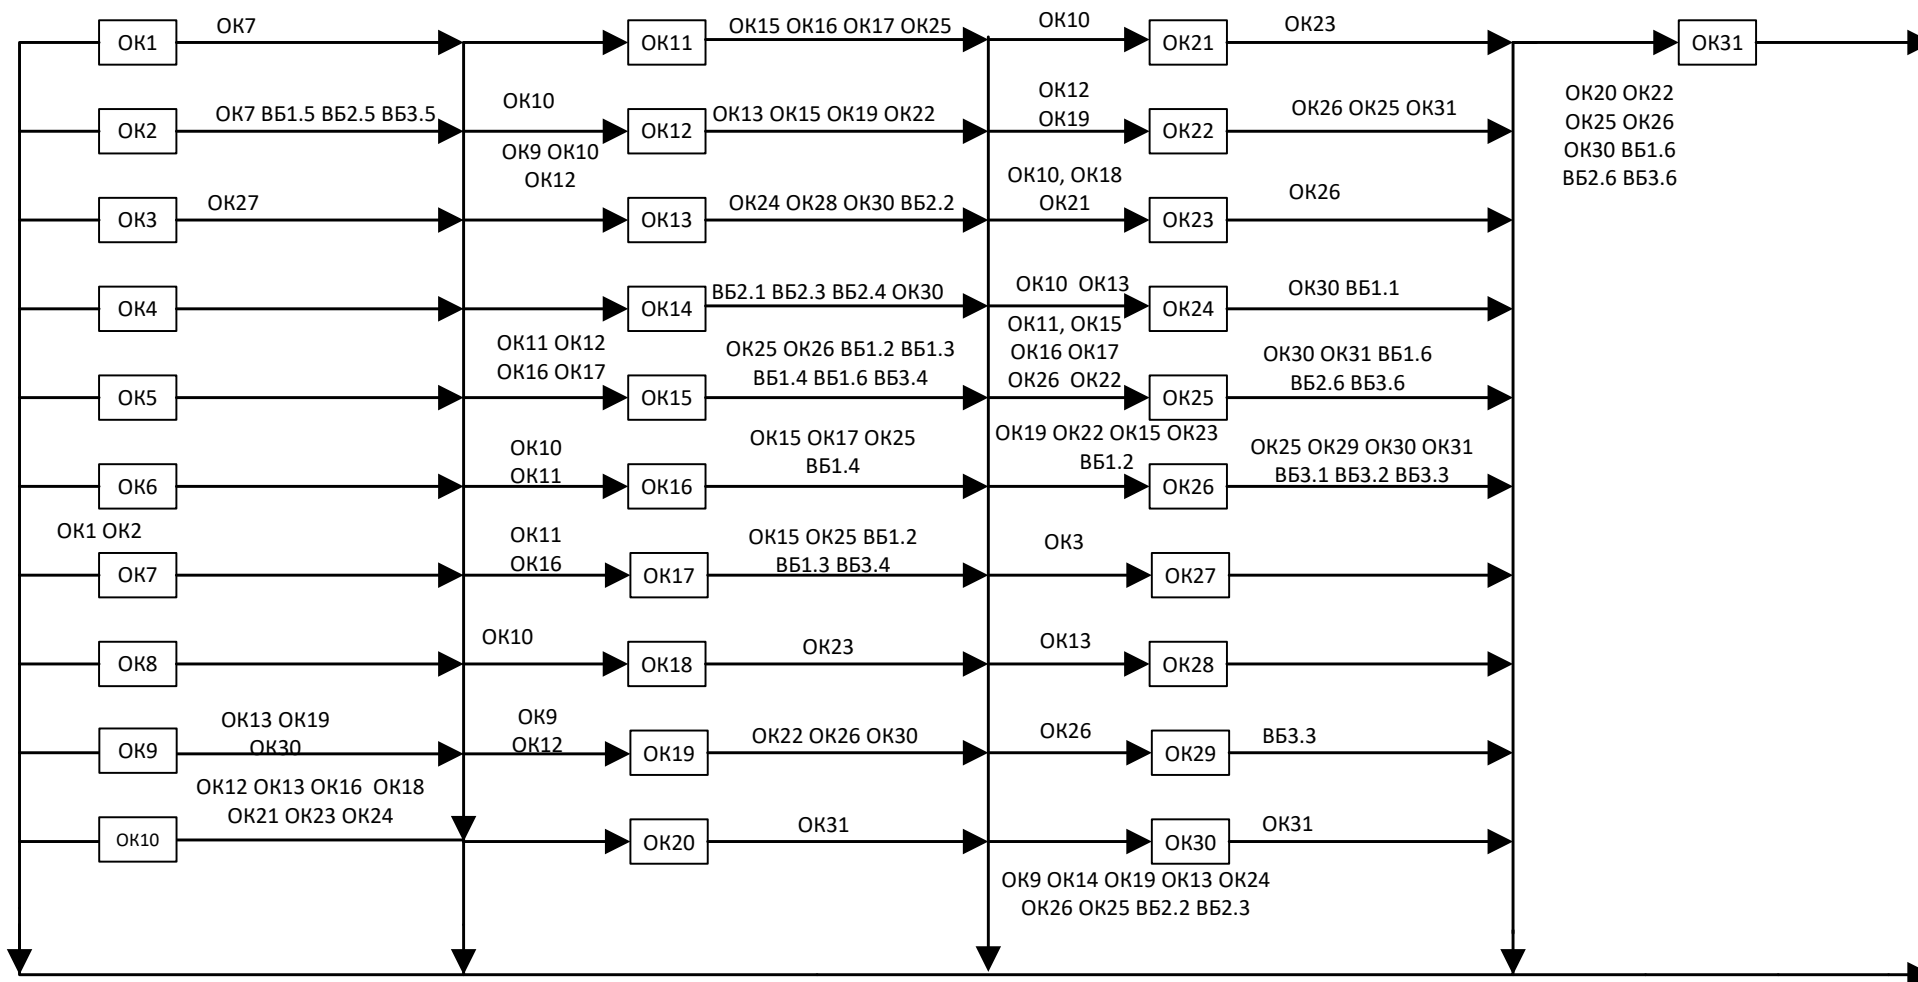 ОК1
ОК7
ОК11
ОК15 ОК16 ОК17 ОК25
ОК10
ОК21
ОК23
ОК31
ОК2
ОК7 ВБ1.5 ВБ2.5 ВБ3.5
ОК10
ОК12
ОК13 ОК15 ОК19 ОК22
ОК12
ОК19
ОК22
ОК26 ОК25 ОК31
ОК20 ОК22
ОК25 ОК26
ОК30 ВБ1.6
ВБ2.6 ВБ3.6
ОК3
ОК27
ОК9 ОК10
ОК12
ОК13
ОК24 ОК28 ОК30 ВБ2.2
ОК10, ОК18
ОК21
ОК23
ОК26
ОК4
ОК14
ВБ2.1 ВБ2.3 ВБ2.4 ОК30
ОК10 ОК13
ОК24
ОК30 ВБ1.1
ОК5
ОК11 ОК12
ОК16 ОК17
ОК15
ОК25 ОК26 ВБ1.2 ВБ1.3
ВБ1.4 ВБ1.6 ВБ3.4
ОК11, ОК15
ОК16 ОК17
ОК26 ОК22
ОК25
ОК30 ОК31 ВБ1.6
ВБ2.6 ВБ3.6
ОК6
ОК10
ОК11
ОК16
ОК15 ОК17 ОК25
ВБ1.4
ОК19 ОК22 ОК15 ОК23
ВБ1.2
ОК26
ОК25 ОК29 ОК30 ОК31
ВБ3.1 ВБ3.2 ВБ3.3
ОК1 ОК2
ОК7
ОК11
ОК16
ОК17
ОК15 ОК25 ВБ1.2
ВБ1.3 ВБ3.4
ОК3
ОК27
ОК8
ОК10
ОК18
ОК23
ОК13
ОК28
ОК9
ОК13 ОК19
ОК30
ОК9
ОК12
ОК19
ОК22 ОК26 ОК30
ОК26
ОК29
ВБ3.3
ОК10
ОК12 ОК13 ОК16 ОК18
ОК21 ОК23 ОК24
ОК20
ОК31
ОК30
ОК31
ОК9 ОК14 ОК19 ОК13 ОК24
ОК26 ОК25 ВБ2.2 ВБ2.3